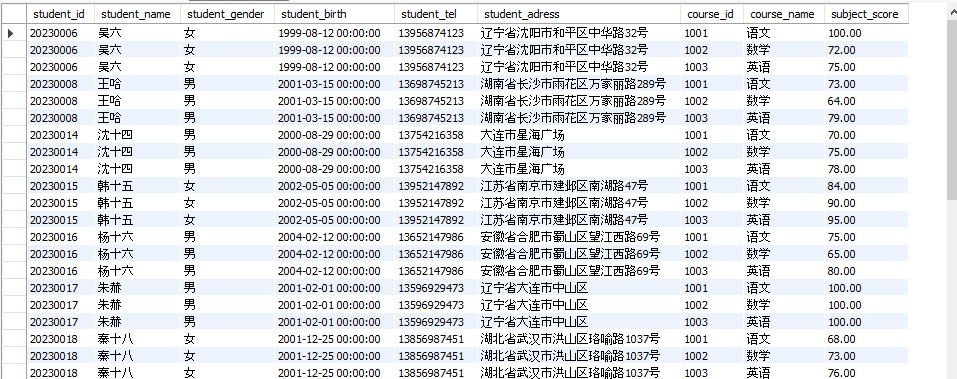 student_id student_name student_gender student_birth student_tel student_adress course_id course_name subject_score
20230006 吴六 女 1999-08-12 00:00:00 13956874123 辽宁省沈阳市和平区中华路32号 1001 语文 100.00
20230006 吴六 女 1999-08-12 00:00:00 13956874123 辽宁省沈阳市和平区中华路32号 1002 数学 72.00
20230006 吴六 女 1999-08-12 00:00:00 13956874123 辽宁省沈阳市和平区中华路32号 1003 英语 75.00
20230008 王哈 男 2001-03-15 00:00:00 13698745213 湖南省长沙市雨花区万家丽路289号 1001 语文 73.00
20230008 王哈 男 2001-03-15 00:00:00 13698745213 湖南省长沙市雨花区万家丽路289号 1002 数学 64.00
20230008 王哈 男 2001-03-15 00:00:00 13698745213 湖南省长沙市雨花区万家丽路289号 1003 英语 79.00
20230014 沈十四 男 2000-08-29 00:00:00 13754216358 大连市星海广场 1001 语文 70.00
20230014 沈十四 男 2000-08-29 00:00:00 13754216358 大连市星海广场 1002 数学 75.00
20230014 沈十四 男 2000-08-29 00:00:00 13754216358 大连市星海广场 1003 英语 78.00
20230015 韩十五 女 2002-05-05 00:00:00 13952147892 江苏省南京市建邺区南湖路47号 1001 语文 84.00
20230015 韩十五 女 2002-05-05 00:00:00 13952147892 江苏省南京市建邺区南湖路47号 1002 数学 90.00
20230015 韩十五 女 2002-05-05 00:00:00 13952147892 江苏省南京市建邺区南湖路47号 1003 英语 95.00
20230016 杨十六 男 2004-02-12 00:00:00 13652147986 安徽省合肥市蜀山区望江西路69号 1001 语文 75.00
20230016 杨十六 男 2004-02-12 00:00:00 13652147986 安徽省合肥市蜀山区望江西路69号 1002 数学 65.00
20230016 杨十六 男 2004-02-12 00:00:00 13652147986 安徽省合肥市蜀山区望江西路69号 1003 英语 80.00
20230017 朱赫 男 2001-02-01 00:00:00 13596929473 辽宁省大连市中山区 1001 语文 100.00
20230017 朱赫 男 2001-02-01 00:00:00 13596929473 辽宁省大连市中山区 1002 数学 100.00
20230017 朱赫 男 2001-02-01 00:00:00 13596929473 辽宁省大连市中山区 1003 英语 100.00
20230018 秦十八 女 2001-12-25 00:00:00 13856987451 湖北省武汉市洪山区珞喻路1037号 1001 语文 68.00
20230018 秦十八 女 2001-12-25 00:00:00 13856987451 湖北省武汉市洪山区珞喻路1037号 1002 数学 73.00
20230018 秦十八 女 2001-12-25 00:00:00 13856987451 湖北省武汉市洪山区珞喻路1037号 1003 英语 76.00